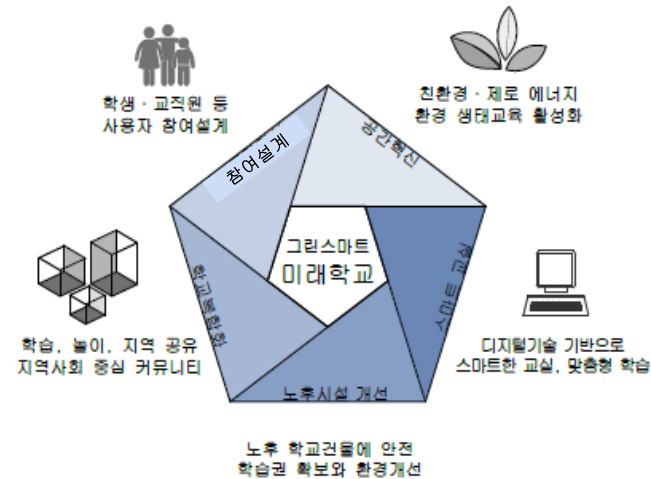 학생 · 교직원 등
사용자 참여설계
친환경 · 제로 에너지
환경 생태교육 활성화
참여설계
공간혁신
그린스마트
미래학교
학교복합화
스마트 교실
노후시설 개선
학습, 놀이, 지역 공유
지역사회 중심 커뮤니티
디지털기술 기반으로
스마트한 교실, 맞춤형 학습
노후 학교건물에 안전
학습권 확보와 환경개선